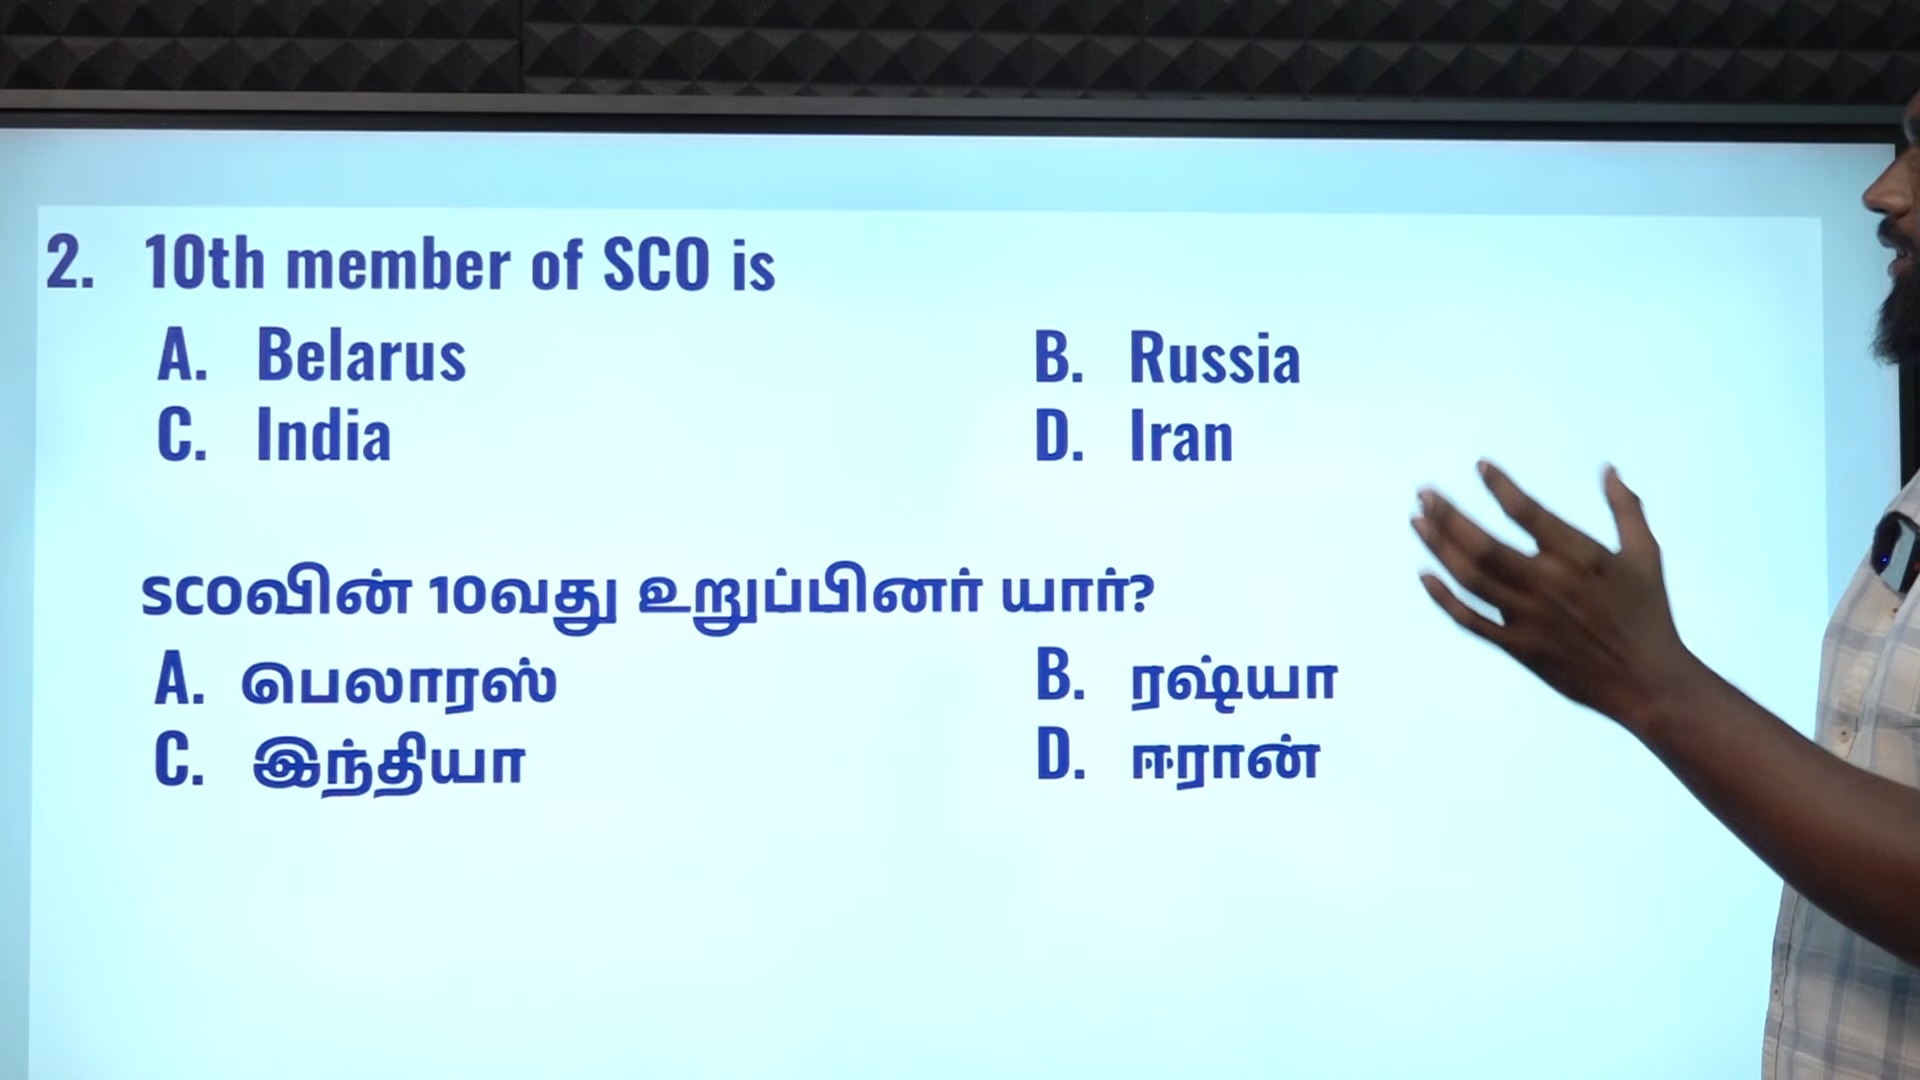 2. 10th member of SCO is
A. Belarus B. Russia
C. India D. Iran
SCOவின் 10வது உறுப்பினர் யார்?
A. பெலாரஸ் B. ரஷ்யா
C. இந்தியா D. ஈரான்